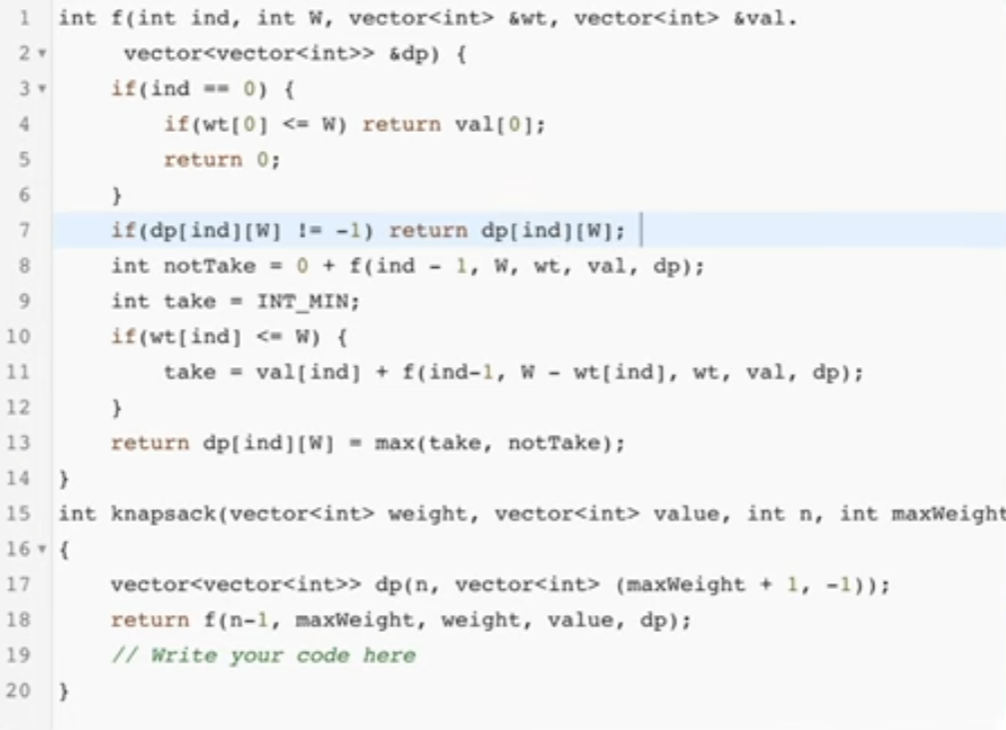 1 int f(int ind, int W, vector<int> &wt, vector<int> &val.
2 vector<vector<int>> &dp) {
3 if(ind == 0) {
4 if(wt[0] <= W) return val[0];
5 return 0;
6 }
7 if(dp[ind][W] != -1) return dp[ind][W];
8 int notTake = 0 + f(ind - 1, W, wt, val, dp);
9 int take = INT_MIN;
10 if(wt[ind] <= W) {
11 take = val[ind] + f(ind-1, W - wt[ind], wt, val, dp);
12 }
13 return dp[ind][W] = max(take, notTake);
14 }
15 int knapsack(vector<int> weight, vector<int> value, int n, int maxWeight
16 {
17 vector<vector<int>> dp(n, vector<int> (maxWeight + 1, -1));
18 return f(n-1, maxWeight, weight, value, dp);
19 // Write your code here
20 }